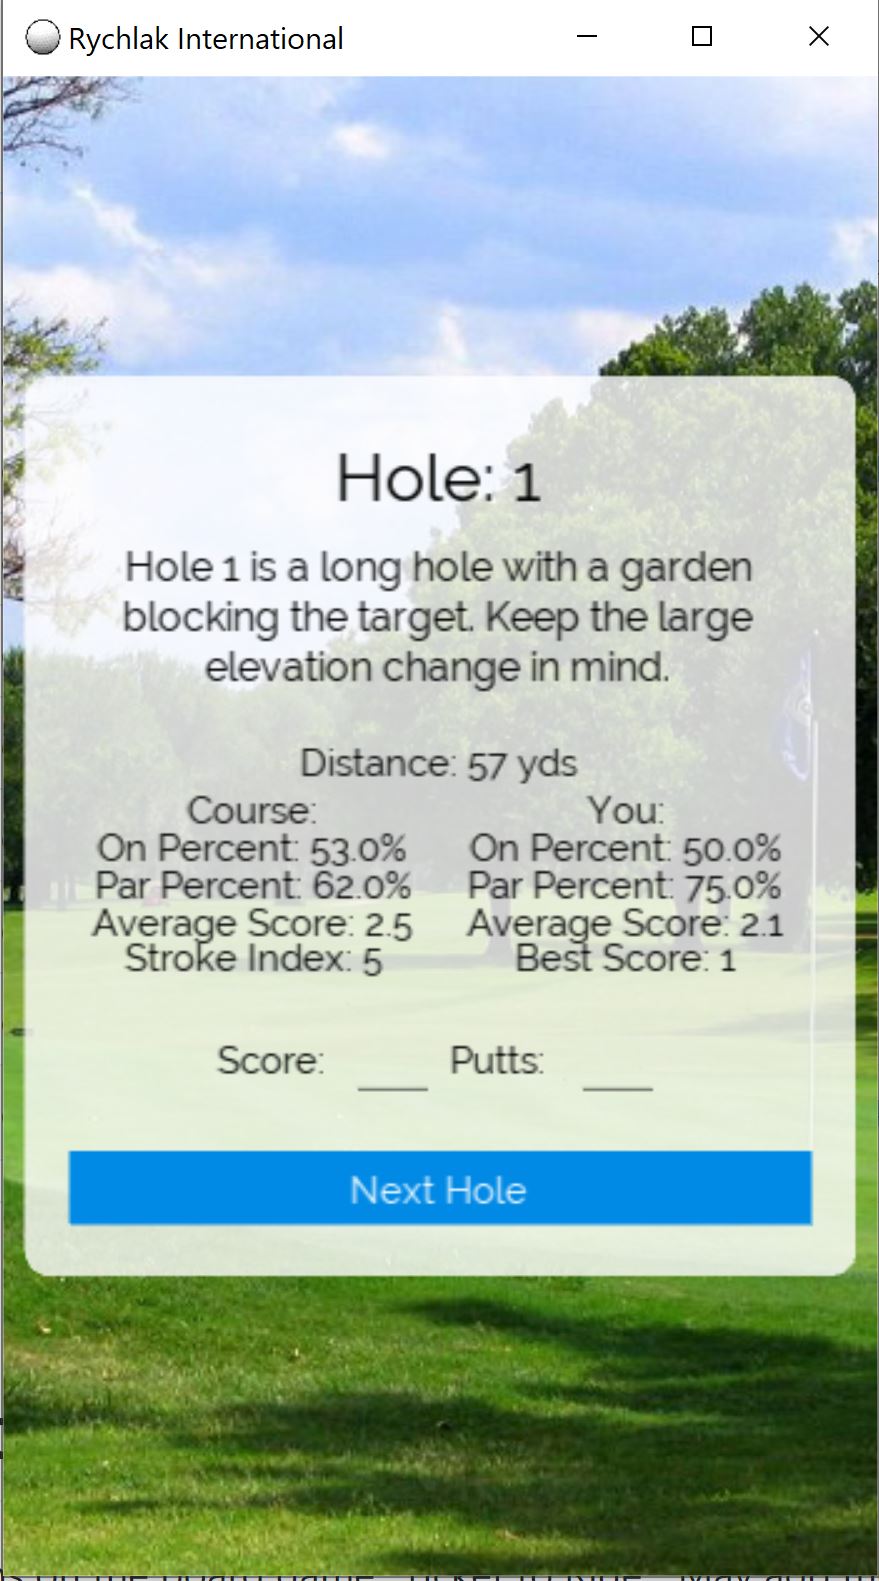 Rychlak International
Hole: 1
Hole 1 is a long hole with a garden
blocking the target. Keep the large
elevation change in mind.
Distance: 57 yds
Course:
You:
On Percent: 53.0%
On Percent: 50.0%
Par Percent: 62.0%
Par Percent: 75.0%
Average Score: 2.5
Average Score: 2.1
Stroke Index: 5
Best Score: 1
Score: Putts:
Next Hole